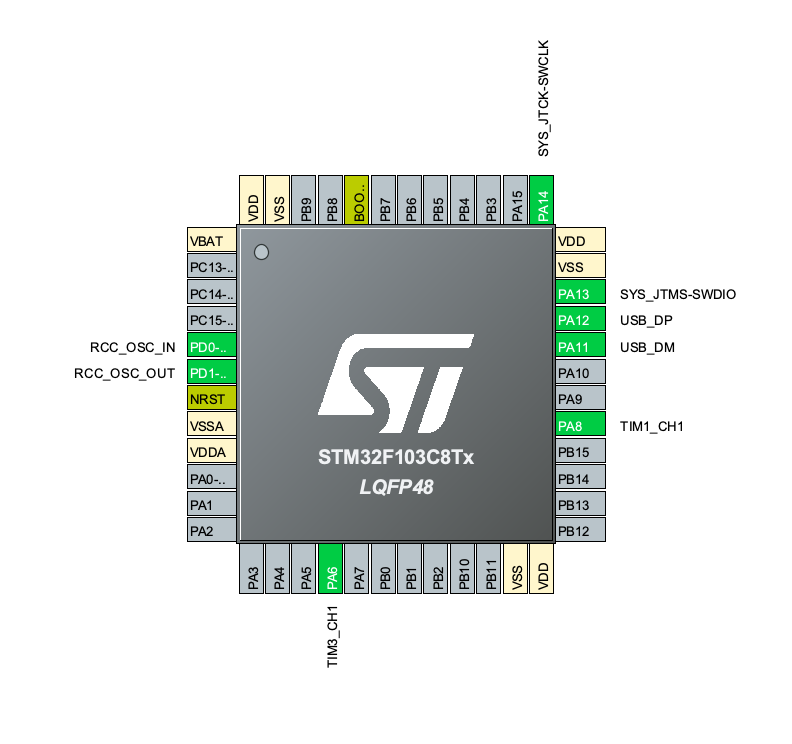 SYS_JTCK-SWCLK
VDD
VSS
PB9
PB8
BOO..
PB7
PB6
PB5
PB4
PB3
PA15
PA14
VBAT
PC13-..
PC14-..
PC15-..
RCC_OSC_IN PD0-..
RCC_OSC_OUT PD1-..
NRST
VSSA
VDDA
PA0-..
PA1
PA2
ST
STM32F103C8Tx
LQFP48
VDD
VSS
PA13 SYS_JTMS-SWDIO
PA12 USB_DP
PA11 USB_DM
PA10
PA9
PA8 TIM1_CH1
PB15
PB14
PB13
PB12
PA3
PA4
PA5
PA6
PA7
PB0
PB1
PB2
PB10
PB11
VSS
VDD
TIM3_CH1